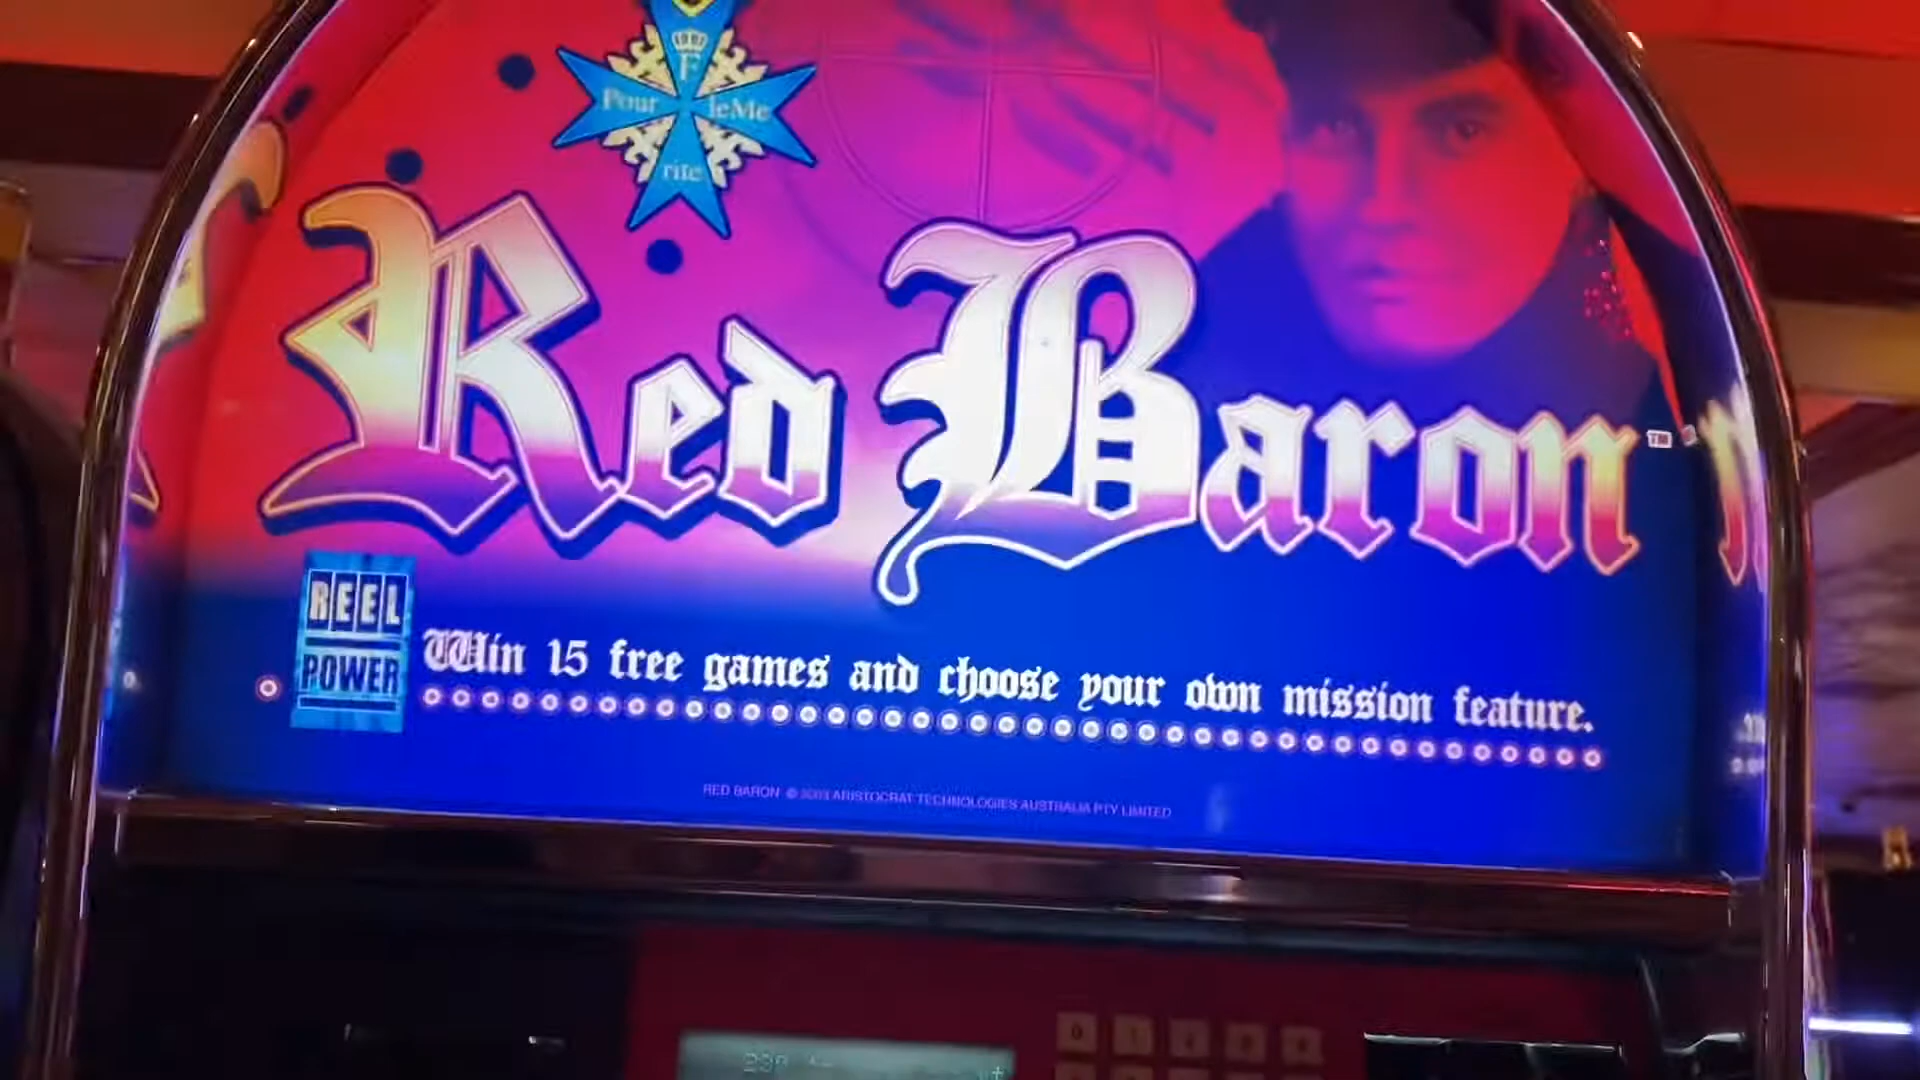 F
Pour leMe
rite
Red Baron™
REEL
POWER
Win 15 free games and choose your own mission feature.
RED BARON © 2003 ARISTOCRAT TECHNOLOGIES AUSTRALIA PTY LIMITED